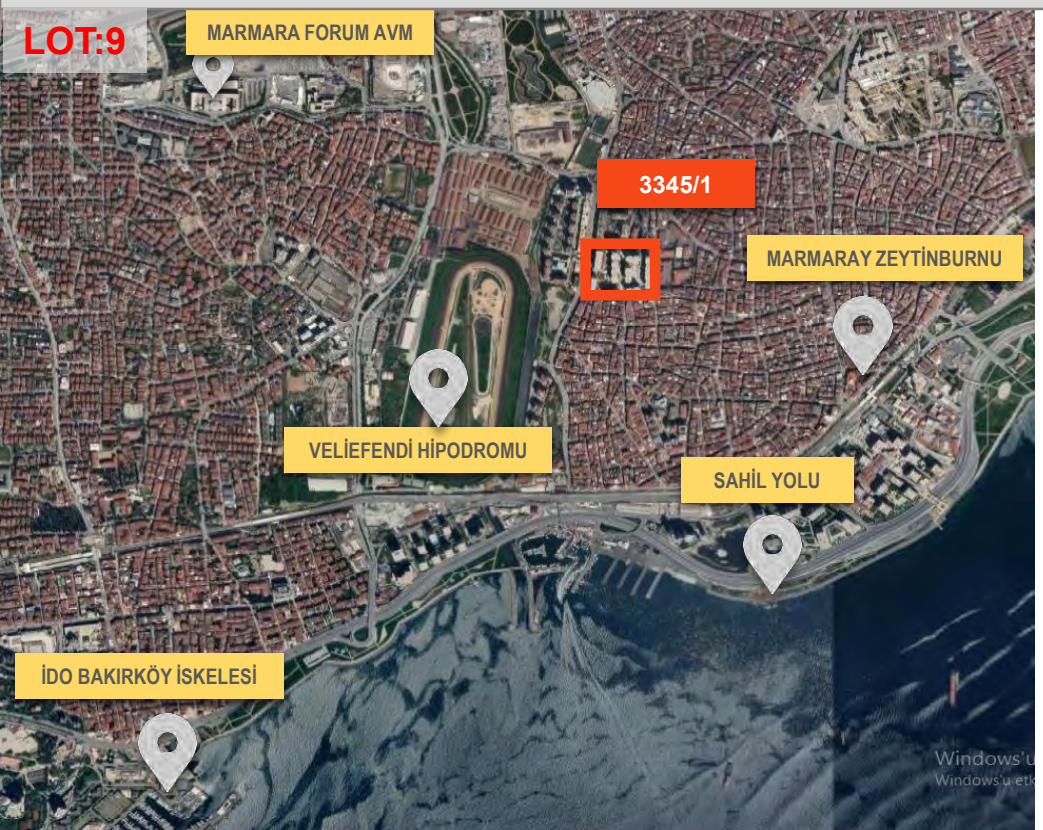 LOT:9
MARMARA FORUM AVM
3345/1
MARMARAY ZEYTİNBURNU
VELİEFENDİ HİPODROMU
SAHİL YOLU
İDO BAKIRKÖY İSKELESİ
Windows'u
Windows'u etk